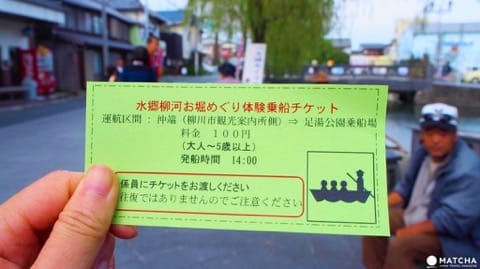 水郷柳河お堀めぐり体験乗船チケット
運航区間：沖端（柳川市観光案内所側）⇒ 足湯公園乗船場
料金 １００円
（大人～5歳以上）
発船時間 14:00
係員にチケットをお渡しください
往復ではありませんのでご注意ください
MATCHA